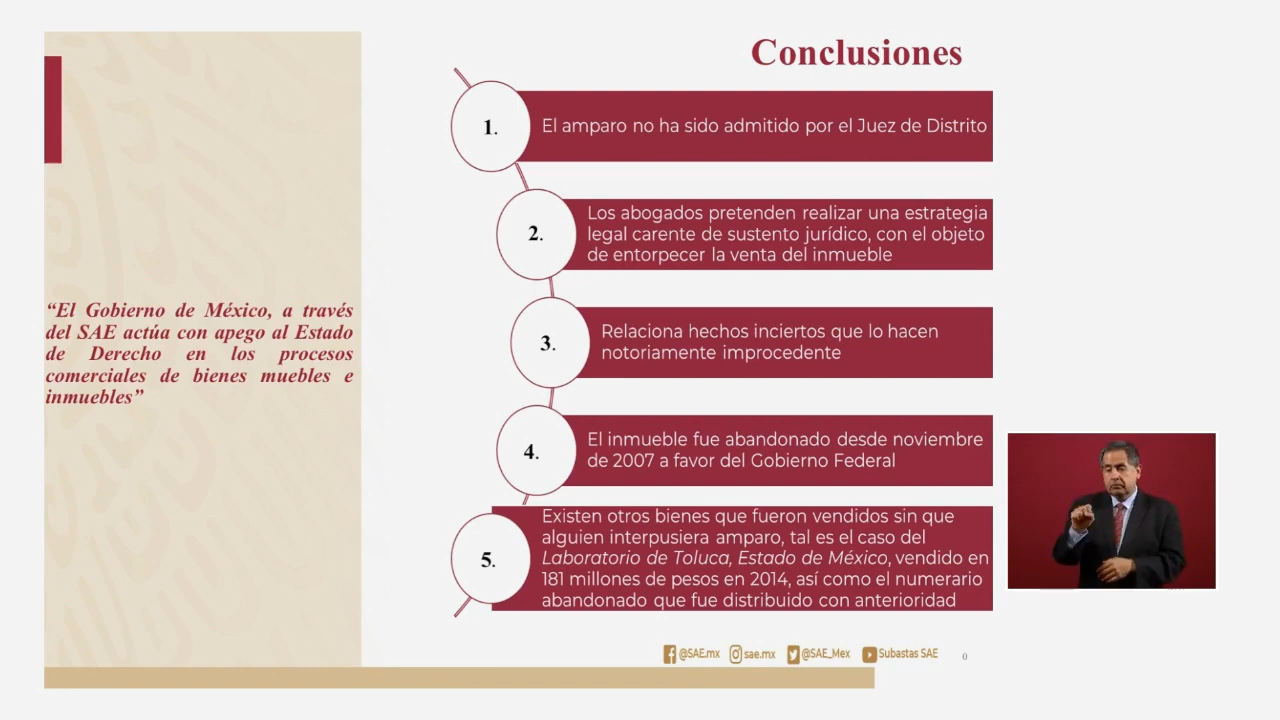 Conclusiones
“El Gobierno de México, a través
del SAE actúa con apego al Estado
de Derecho en los procesos
comerciales de bienes muebles e
inmuebles”
1.
El amparo no ha sido admitido por el Juez de Distrito
2.
Los abogados pretenden realizar una estrategia
legal carente de sustento jurídico, con el objeto
de entorpecer la venta del inmueble
3.
Relaciona hechos inciertos que lo hacen
notoriamente improcedente
4.
El inmueble fue abandonado desde noviembre
de 2007 a favor del Gobierno Federal
5.
Existen otros bienes que fueron vendidos sin que
alguien interpusiera amparo, tal es el caso del
Laboratorio de Toluca, Estado de México, vendido en
181 millones de pesos en 2014, así como el numerario
abandonado que fue distribuido con anterioridad
@SAE.mx sae.mx @SAE_Mex Subastas SAE 0